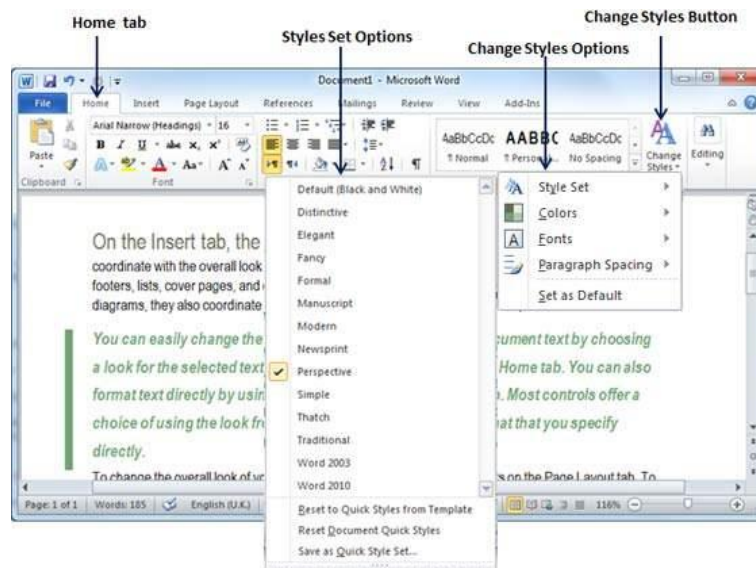 Home tab
Styles Set Options
Change Styles Options
Change Styles Button
Document1 - Microsoft Word
File Home Insert Page Layout References Mailings Review View Add-Ins
Arial Narrow (Headings) 16
Paste
B I U abc x, x²
Aa A A
AaBbCcDc AABBC AaBbCcDc
¶ Normal ¶ Person... No Spacing
Change Styles
Editing
Clipboard Font
Default (Black and White)
Distinctive
Elegant
Fancy
Formal
Manuscript
Modern
Newsprint
Perspective
Simple
Thatch
Traditional
Word 2003
Word 2010
Reset to Quick Styles from Template
Reset Document Quick Styles
Save as Quick Style Set...
Style Set
Colors
Fonts
Paragraph Spacing
Set as Default
On the Insert tab, the
coordinate with the overall look
footers, lists, cover pages, and
diagrams, they also coordinate
You can easily change the cument text by choosing
a look for the selected text Home tab. You can also
format text directly by usin . Most controls offer a
choice of using the look fr at that you specify
directly.
To change the overall look of yo s on the Page Layout tab. To
Page: 1 of 1 Words: 185 English (U.K.) 116%